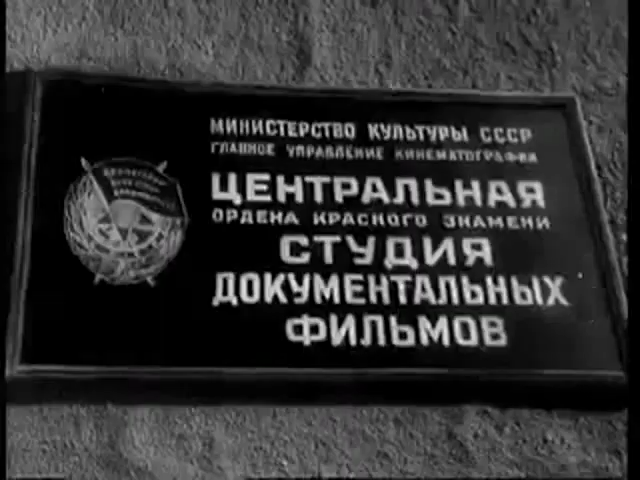 МИНИСТЕРСТВО КУЛЬТУРЫ СССР
ГЛАВНОЕ УПРАВЛЕНИЕ КИНЕМАТОГРАФИИ
ЦЕНТРАЛЬНАЯ
ОРДЕНА КРАСНОГО ЗНАМЕНИ
СТУДИЯ
ДОКУМЕНТАЛЬНЫХ
ФИЛЬМОВ